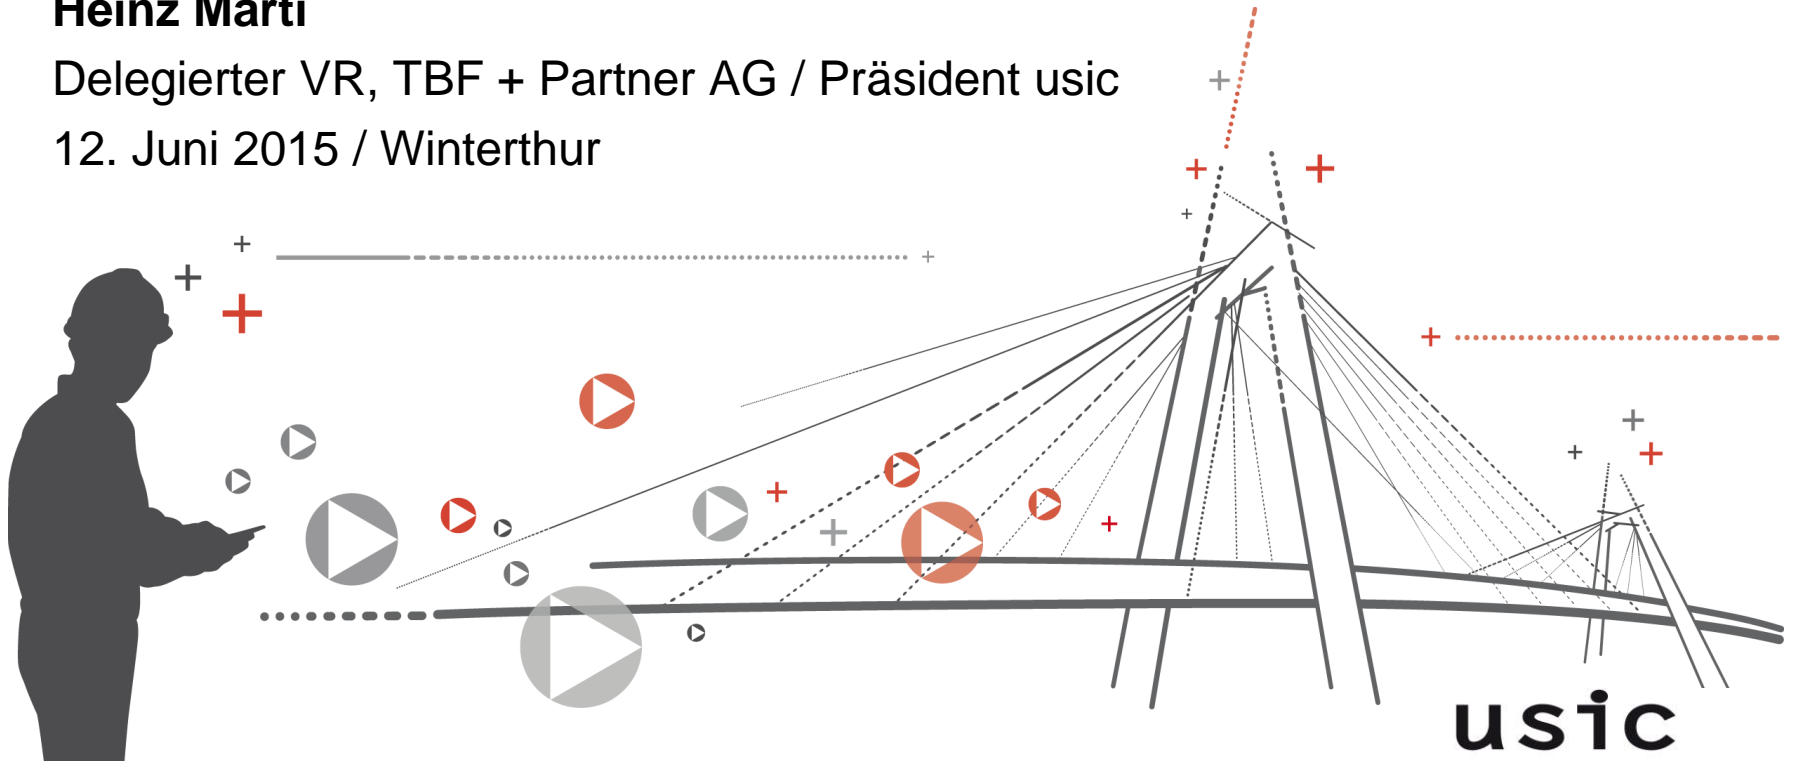 Heinz Marti
Delegierter VR, TBF + Partner AG / Präsident usic
12. Juni 2015 / Winterthur
usic